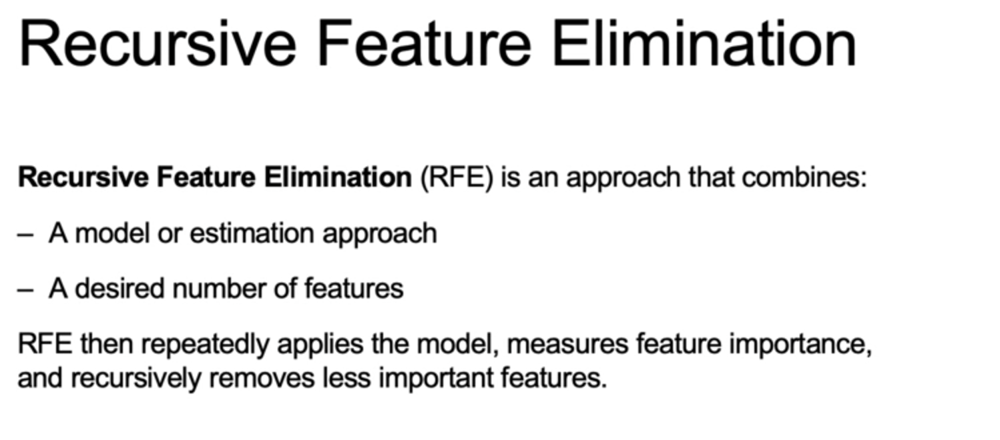 Recursive Feature Elimination
Recursive Feature Elimination (RFE) is an approach that combines:
– A model or estimation approach
– A desired number of features
RFE then repeatedly applies the model, measures feature importance,
and recursively removes less important features.